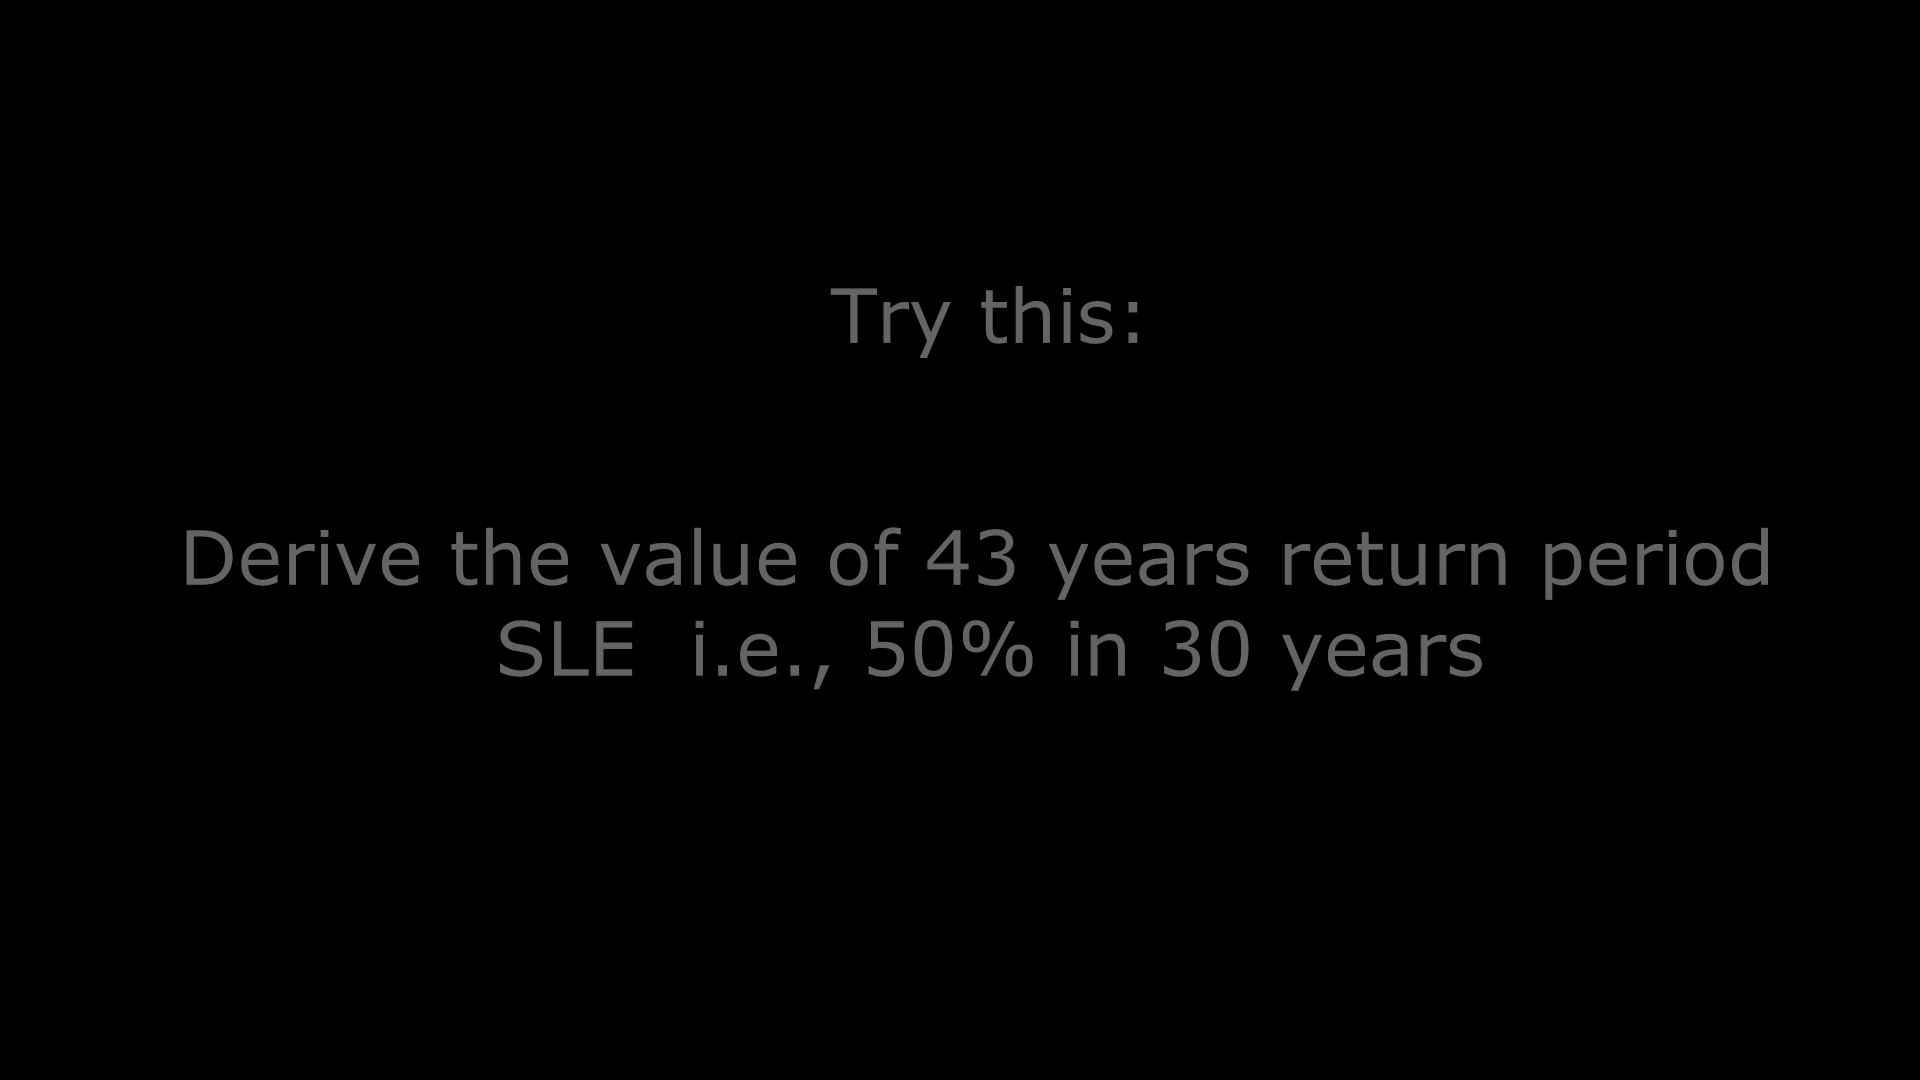 Try this:
Derive the value of 43 years return period
SLE  i.e., 50% in 30 years